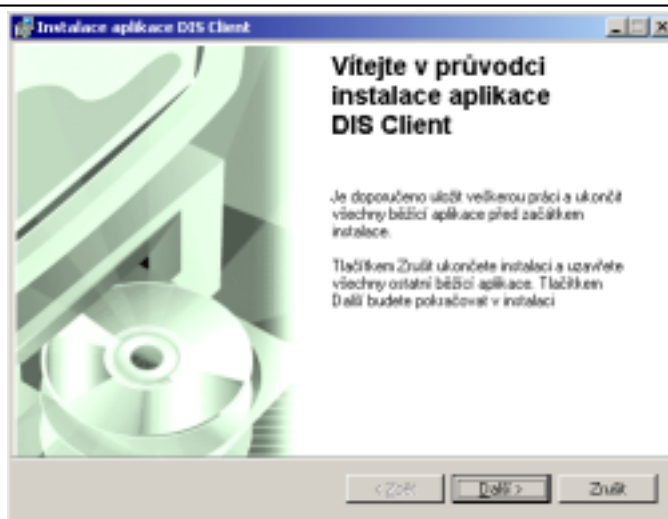 Instalace aplikace DIS Client
Vítejte v průvodci
instalace aplikace
DIS Client
Je doporučeno uložit veškerou práci a ukončit
všechny běžící aplikace před začátkem
instalace.
Tlačítkem Zrušit ukončete instalaci a uzavřete
všechny ostatní běžící aplikace. Tlačítkem
Další budete pokračovat v instalaci
< Zpět
Další >
Zrušit